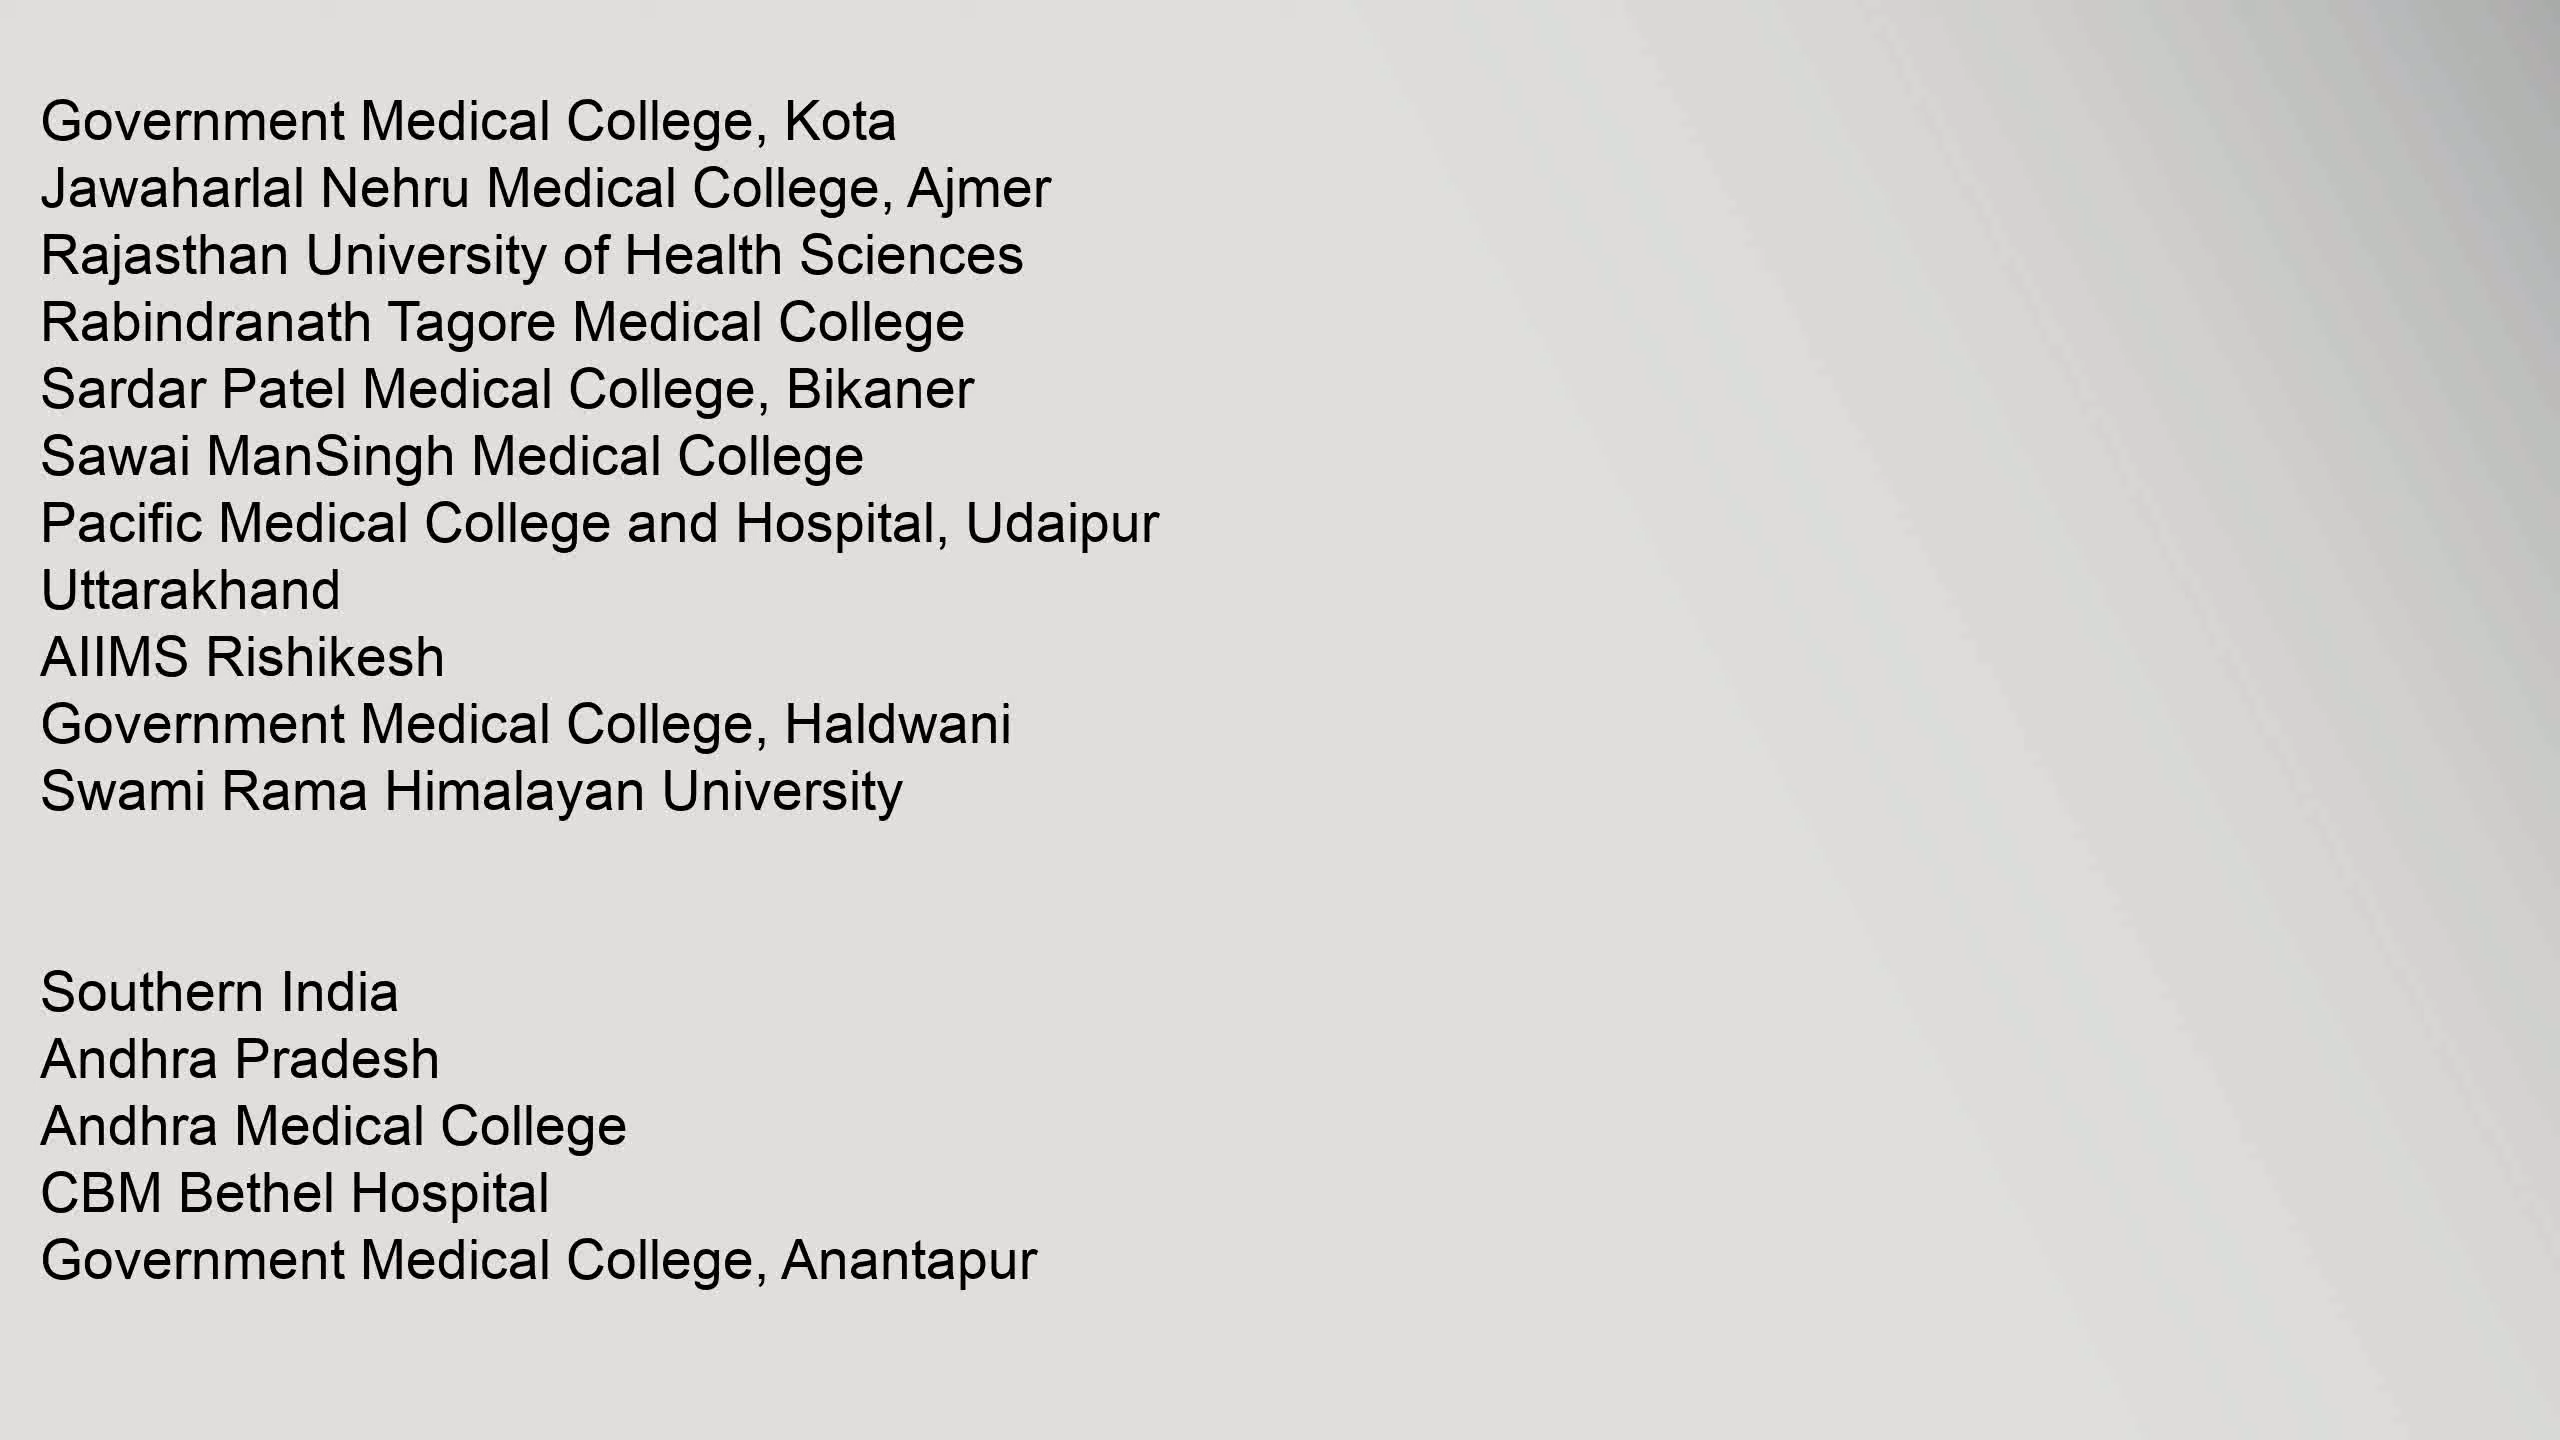 Government Medical College, Kota
Jawaharlal Nehru Medical College, Ajmer
Rajasthan University of Health Sciences
Rabindranath Tagore Medical College
Sardar Patel Medical College, Bikaner
Sawai ManSingh Medical College
Pacific Medical College and Hospital, Udaipur
Uttarakhand
AIIMS Rishikesh
Government Medical College, Haldwani
Swami Rama Himalayan University
Southern India
Andhra Pradesh
Andhra Medical College
CBM Bethel Hospital
Government Medical College, Anantapur